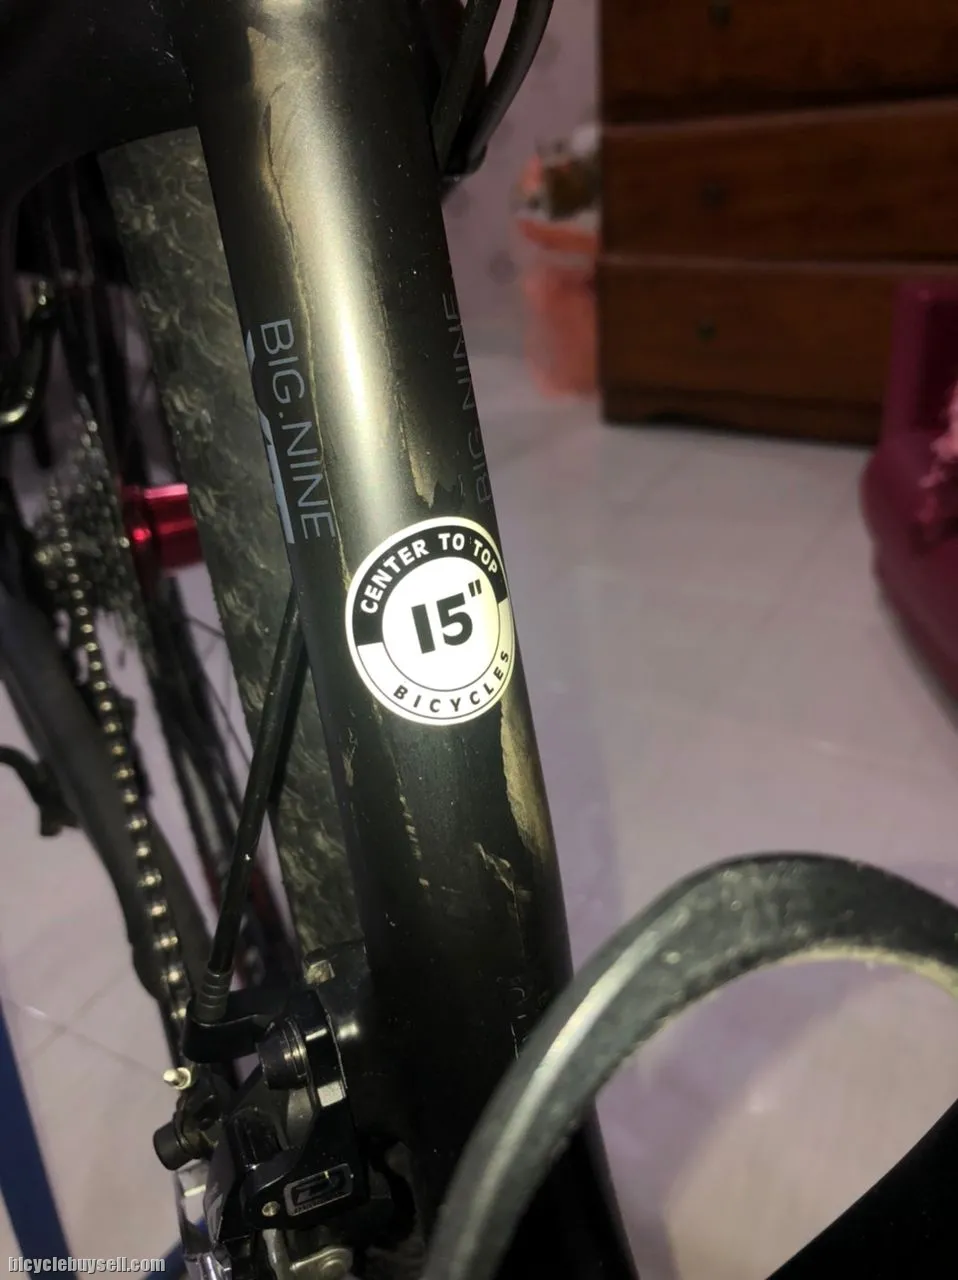 BIG.NINE
BIG.NINE
CENTER TO TOP
15"
BICYCLES
bicyclebuysell.com